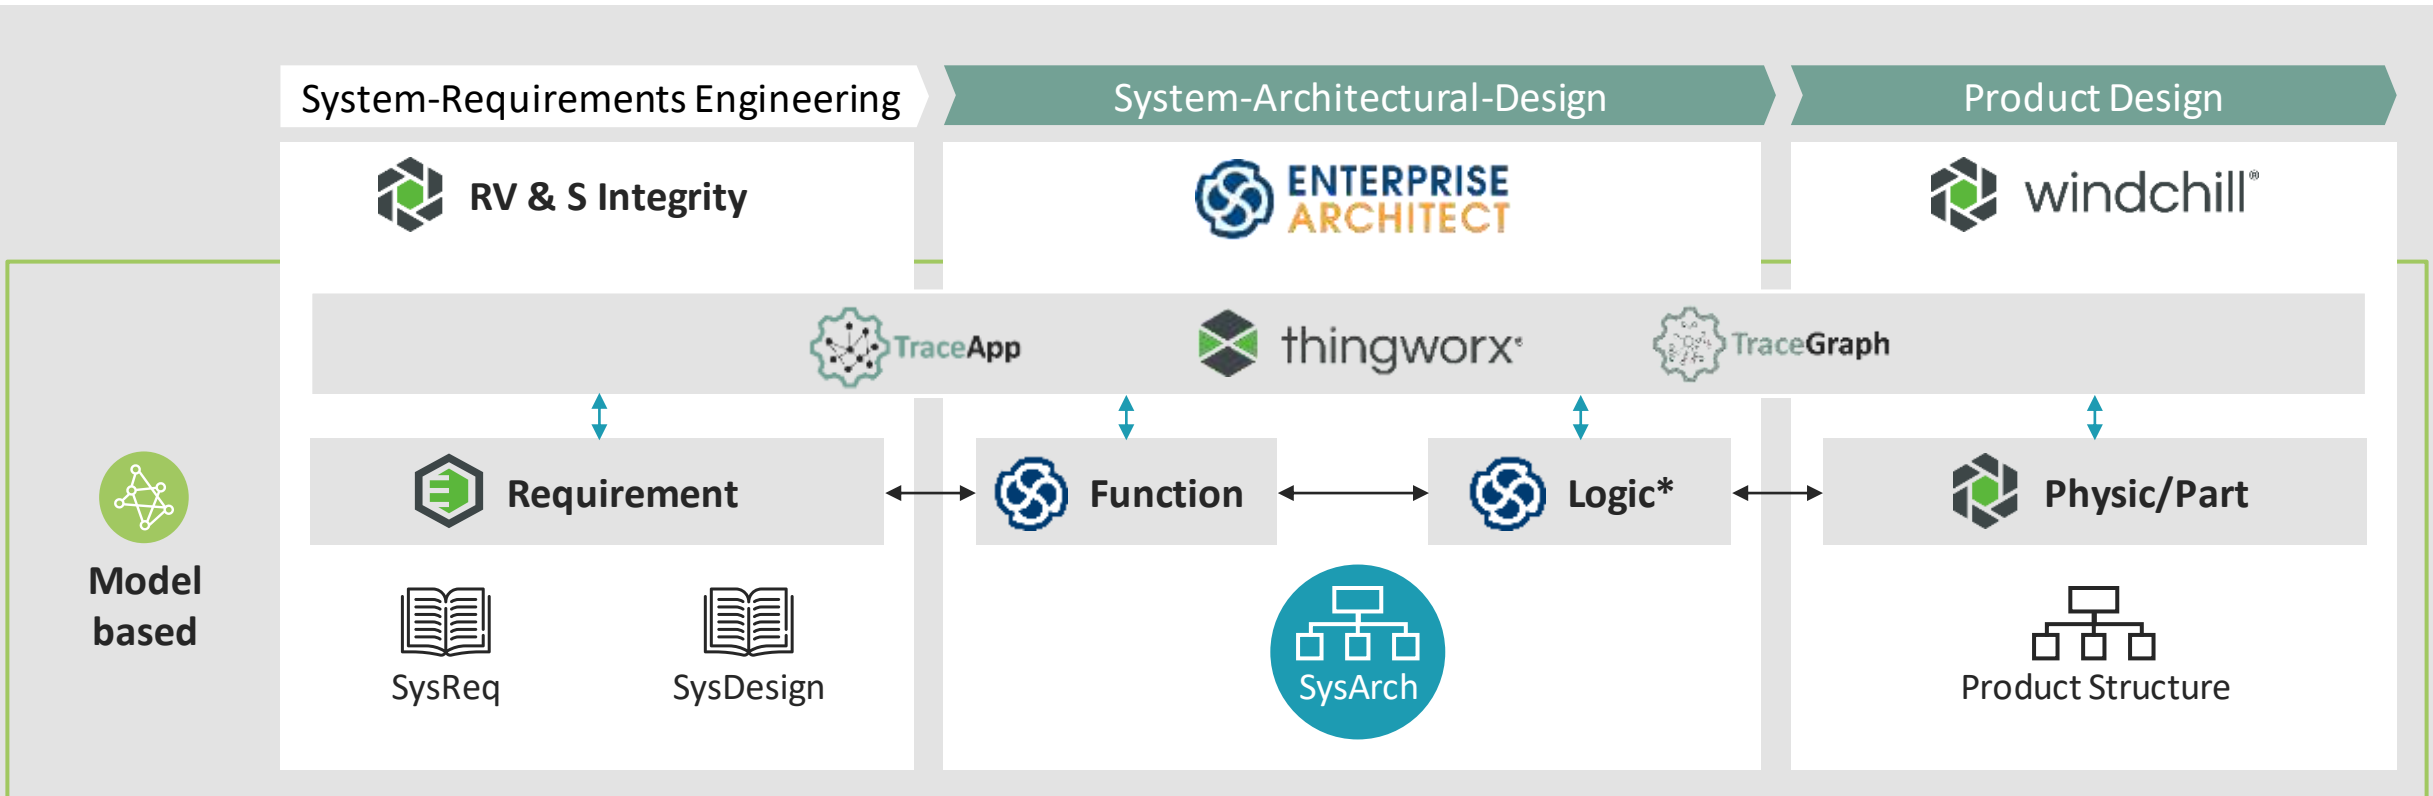 System-Requirements Engineering
System-Architectural-Design
Product Design
RV & S Integrity
ENTERPRISE
ARCHITECT
windchill®
TraceApp
thingworx®
TraceGraph
Requirement
Function
Logic*
Physic/Part
Model
based
SysReq
SysDesign
SysArch
Product Structure